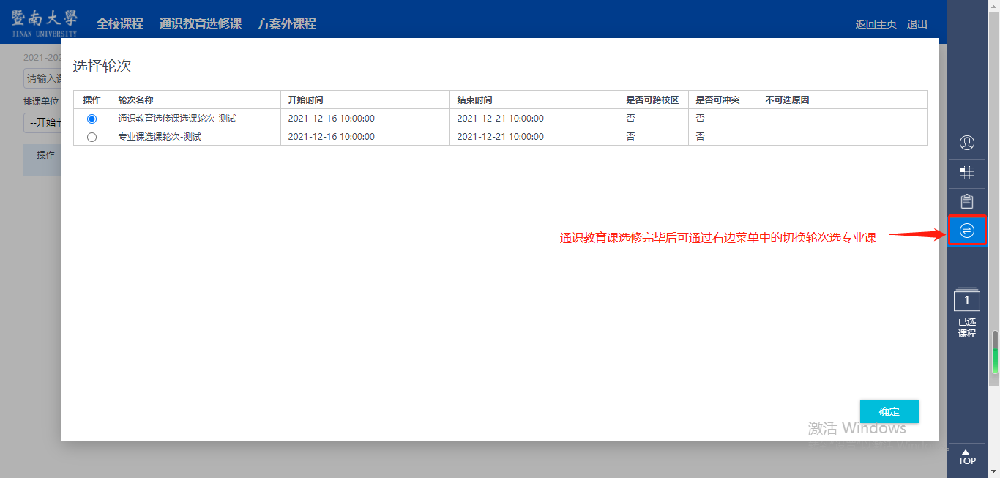 暨南大學
JINAN UNIVERSITY
全校课程 通识教育选修课 方案外课程
返回主页 退出
2021-202
请输入课
排课单位
--开始节
操作
选择轮次
操作 轮次名称 开始时间 结束时间 是否可跨校区 是否可冲突 不可选原因
通识教育选修课选课轮次-测试 2021-12-16 10:00:00 2021-12-21 10:00:00 否 否
专业课选课轮次-测试 2021-12-16 10:00:00 2021-12-21 10:00:00 否 否
通识教育课选修完毕后可通过右边菜单中的切换轮次选专业课
1
已选
课程
确定
激活 Windows
TOP